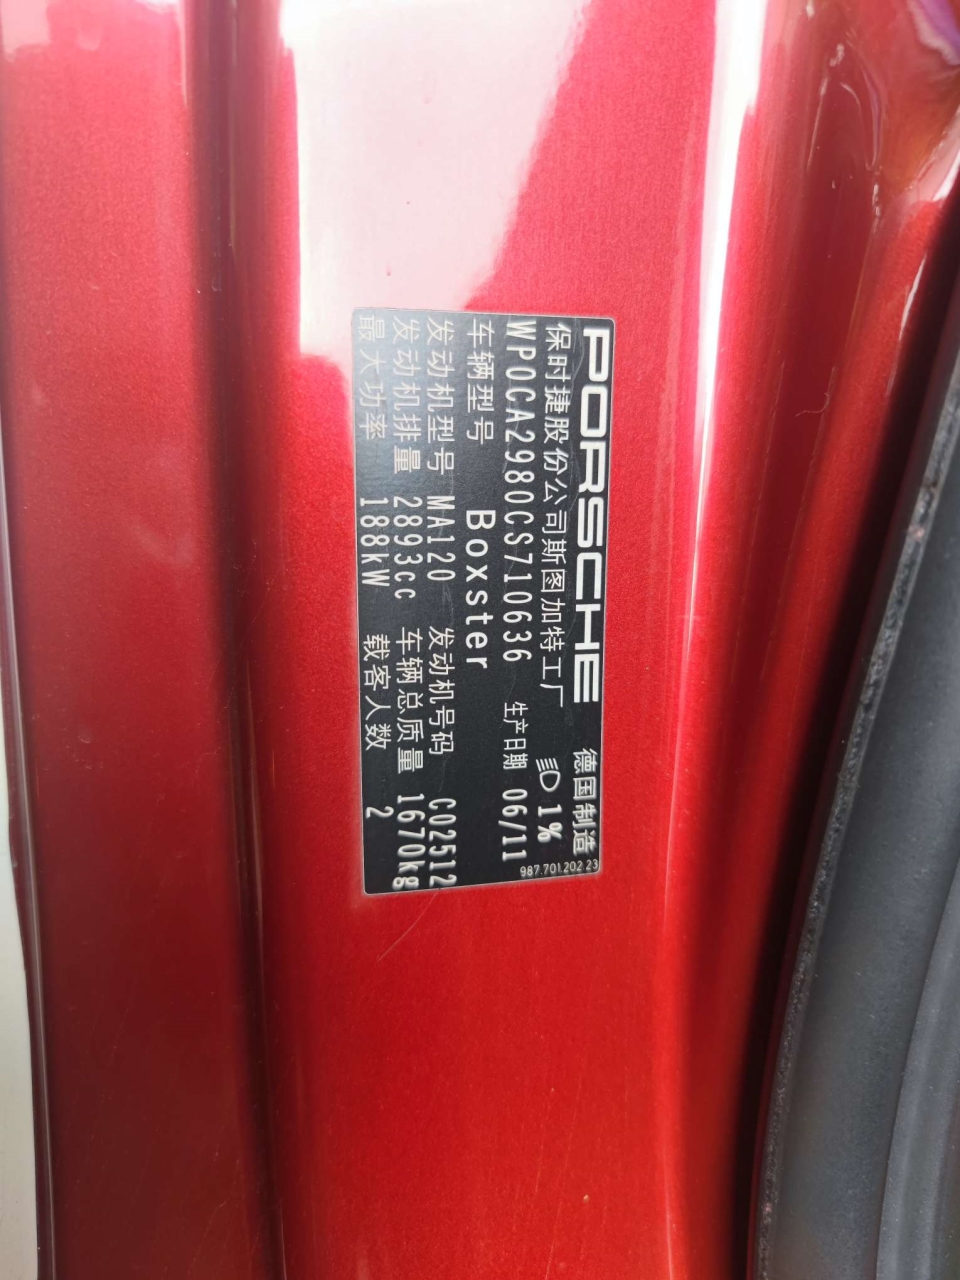 PORSCHE 德国制造 987.701.202.23
保时捷股份公司斯图加特工厂 1%
WP0CA2980CS710636 生产日期 06/11
车辆型号 Boxster
发动机型号 MA120 发动机号码 C02512
发动机排量 2893cc 车辆总质量 1670kg
最大功率 188kW 载客人数 2